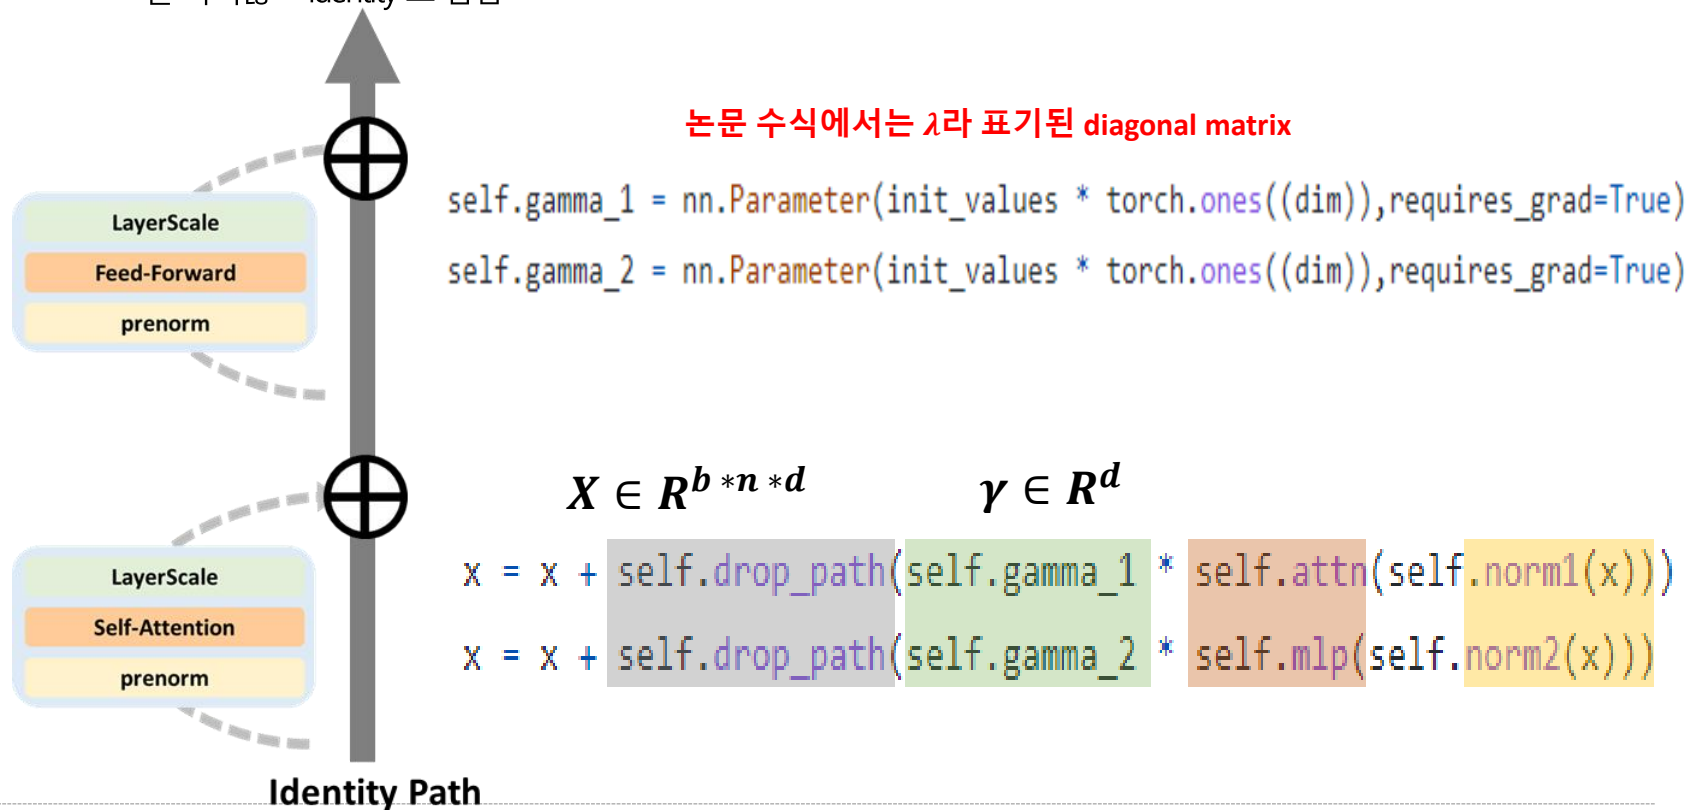 Identity
논문 수식에서는 λ라 표기된 diagonal matrix
self.gamma_1 = nn.Parameter(init_values * torch.ones((dim)),requires_grad=True)
self.gamma_2 = nn.Parameter(init_values * torch.ones((dim)),requires_grad=True)
LayerScale
Feed-Forward
prenorm
X ∈ R^{b *n *d}
γ ∈ R^d
x = x + self.drop_path(self.gamma_1 * self.attn(self.norm1(x)))
x = x + self.drop_path(self.gamma_2 * self.mlp(self.norm2(x)))
LayerScale
Self-Attention
prenorm
Identity Path